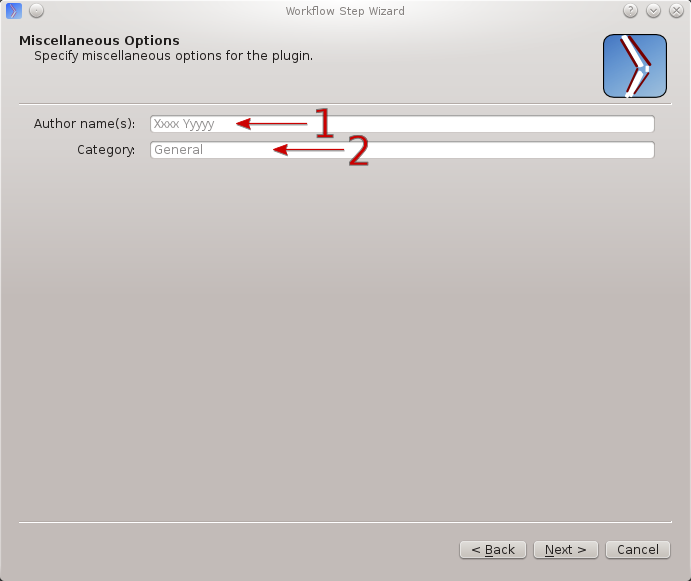 Workflow Step Wizard
?
Miscellaneous Options
Specify miscellaneous options for the plugin.
Author name(s): Xxxx Yyyyy 1
Category: General 2
< Back Next > Cancel